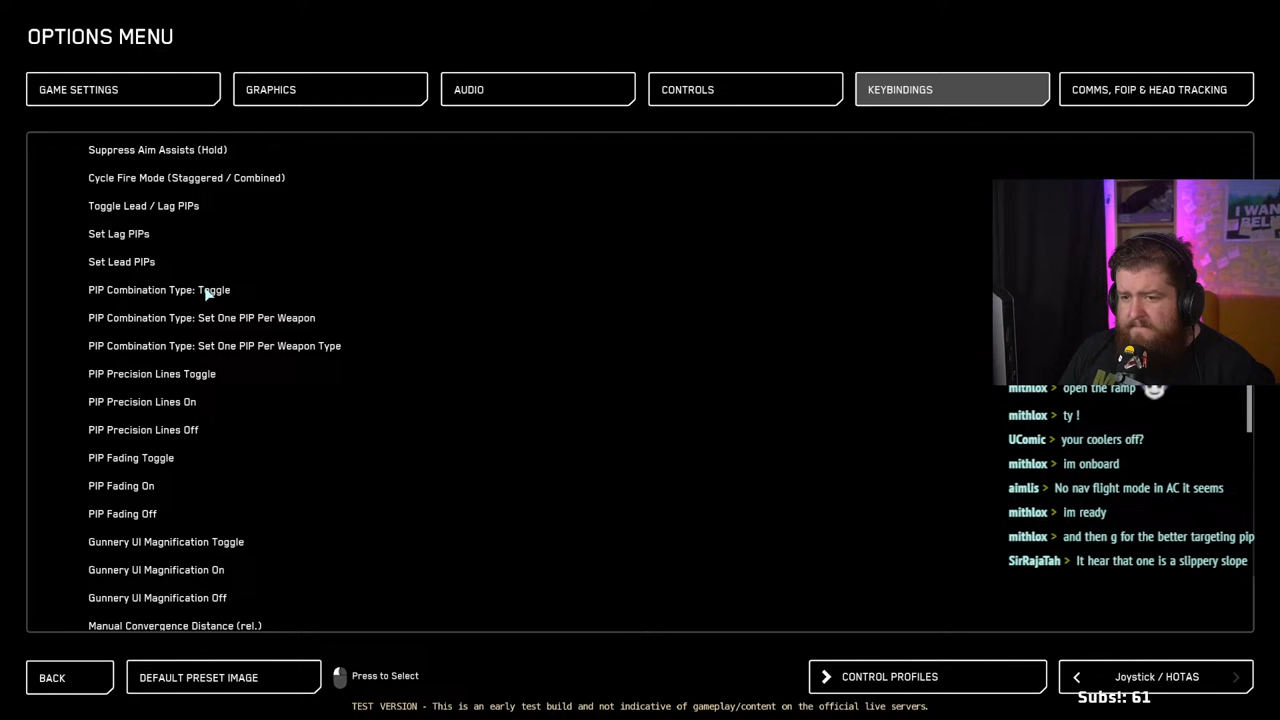 OPTIONS MENU
GAME SETTINGS
GRAPHICS
AUDIO
CONTROLS
KEYBINDINGS
COMMS, FOIP & HEAD TRACKING
Suppress Aim Assists (Hold)
Cycle Fire Mode (Staggered / Combined)
Toggle Lead / Lag PIPs
Set Lag PIPs
Set Lead PIPs
PIP Combination Type: Toggle
PIP Combination Type: Set One PIP Per Weapon
PIP Combination Type: Set One PIP Per Weapon Type
PIP Precision Lines Toggle
PIP Precision Lines On
PIP Precision Lines Off
PIP Fading Toggle
PIP Fading On
PIP Fading Off
Gunnery UI Magnification Toggle
Gunnery UI Magnification On
Gunnery UI Magnification Off
Manual Convergence Distance (rel.)
I WAN
mithlox > open the ramp
mithlox > ty !
UComic > your coolers off?
mithlox > im onboard
aimlis > No nav flight mode in AC it seems
mithlox > im ready
mithlox > and then g for the better targeting pip
SirRajaTah > It hear that one is a slippery slope
BACK
DEFAULT PRESET IMAGE
Press to Select
CONTROL PROFILES
Joystick / HOTAS
Subs!: 61
TEST VERSION - This is an early test build and not indicative of gameplay/content on the official live servers.